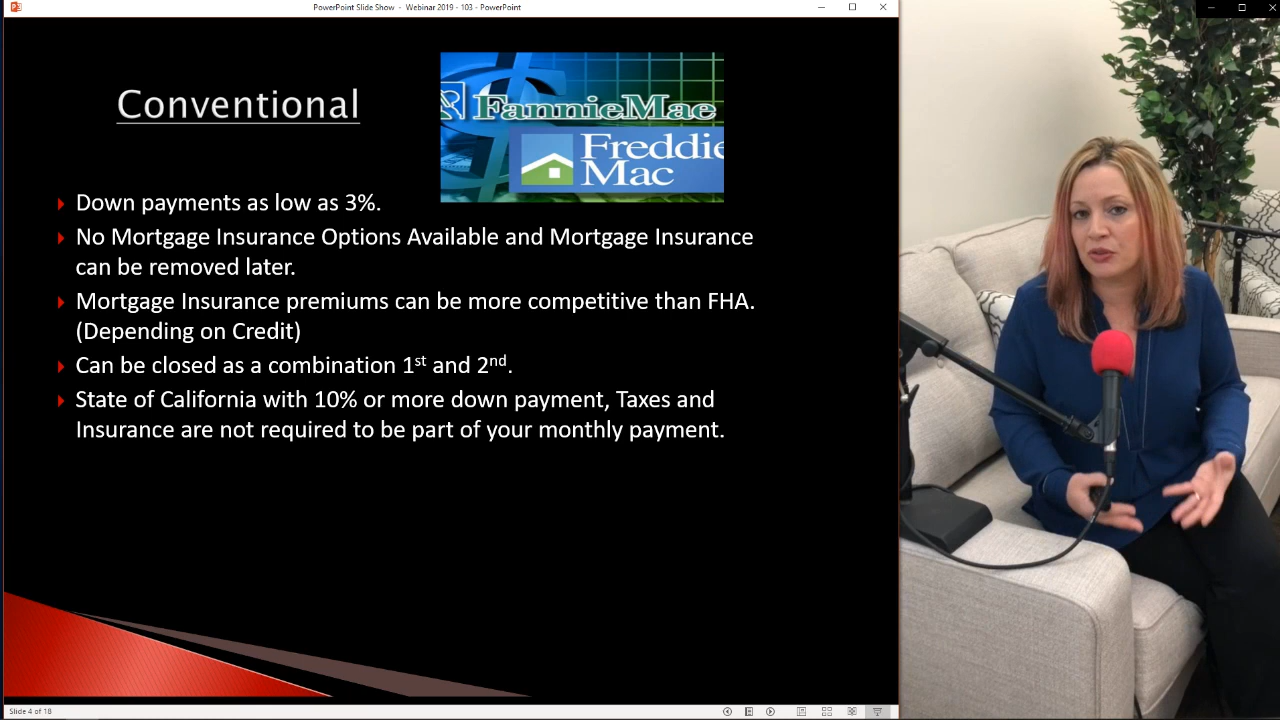 PowerPoint Slide Show - Webinar 2019 - 103 - PowerPoint
Conventional
FannieMae
Freddie
Mac
Down payments as low as 3%.
No Mortgage Insurance Options Available and Mortgage Insurance
can be removed later.
Mortgage Insurance premiums can be more competitive than FHA.
(Depending on Credit)
Can be closed as a combination 1st and 2nd.
State of California with 10% or more down payment, Taxes and
Insurance are not required to be part of your monthly payment.
Slide 4 of 18